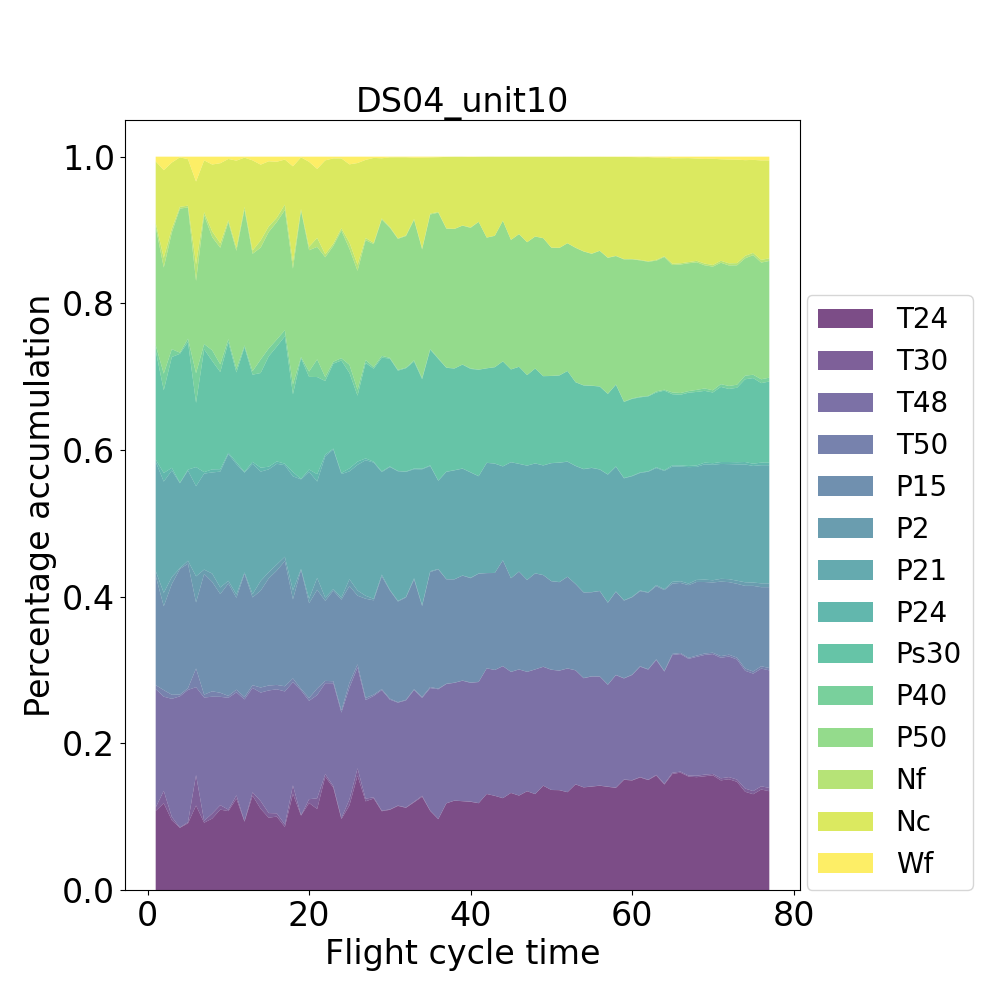 DS04_unit10
Percentage accumulation
1.0
0.8
0.6
0.4
0.2
0.0
0
20
40
60
80
Flight cycle time
T24
T30
T48
T50
P15
P2
P21
P24
Ps30
P40
P50
Nf
Nc
Wf